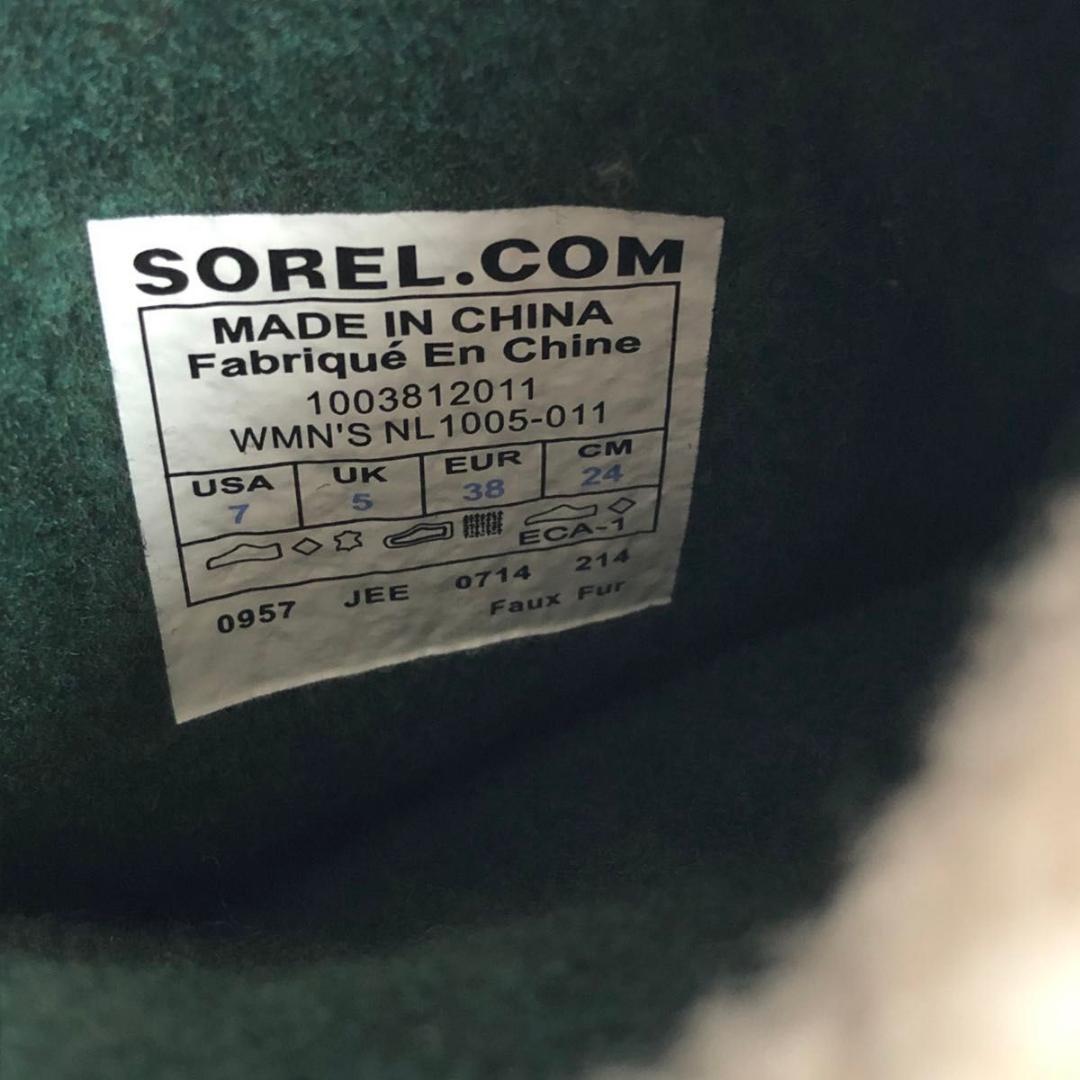 SOREL.COM
MADE IN CHINA
Fabriqué En Chine
1003812011
WMN'S NL1005-011
USA UK EUR CM
7 5 38 24
ECA-1
0957 JEE 0714 214
Faux Fur